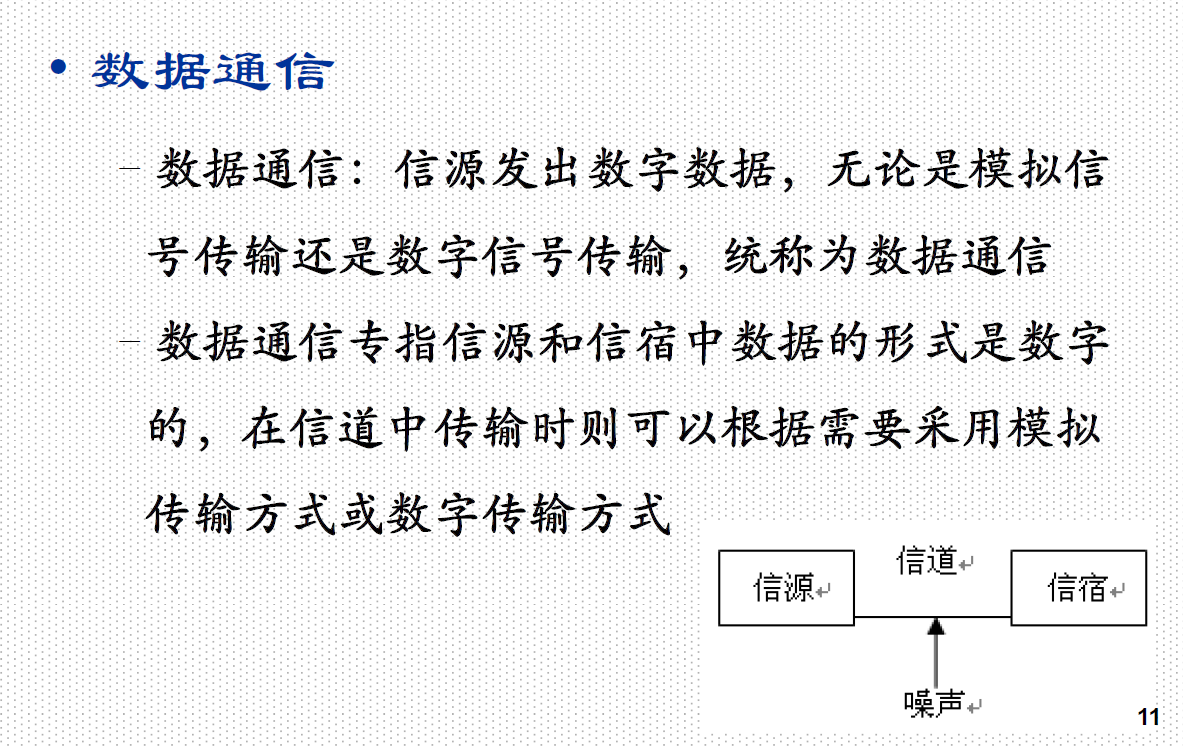 • 数据通信
– 数据通信：信源发出数字数据，无论是模拟信
号传输还是数字信号传输，统称为数据通信
– 数据通信专指信源和信宿中数据的形式是数字
的，在信道中传输时则可以根据需要采用模拟
传输方式或数字传输方式
信源↵
信道↵
信宿↵
噪声↵
11